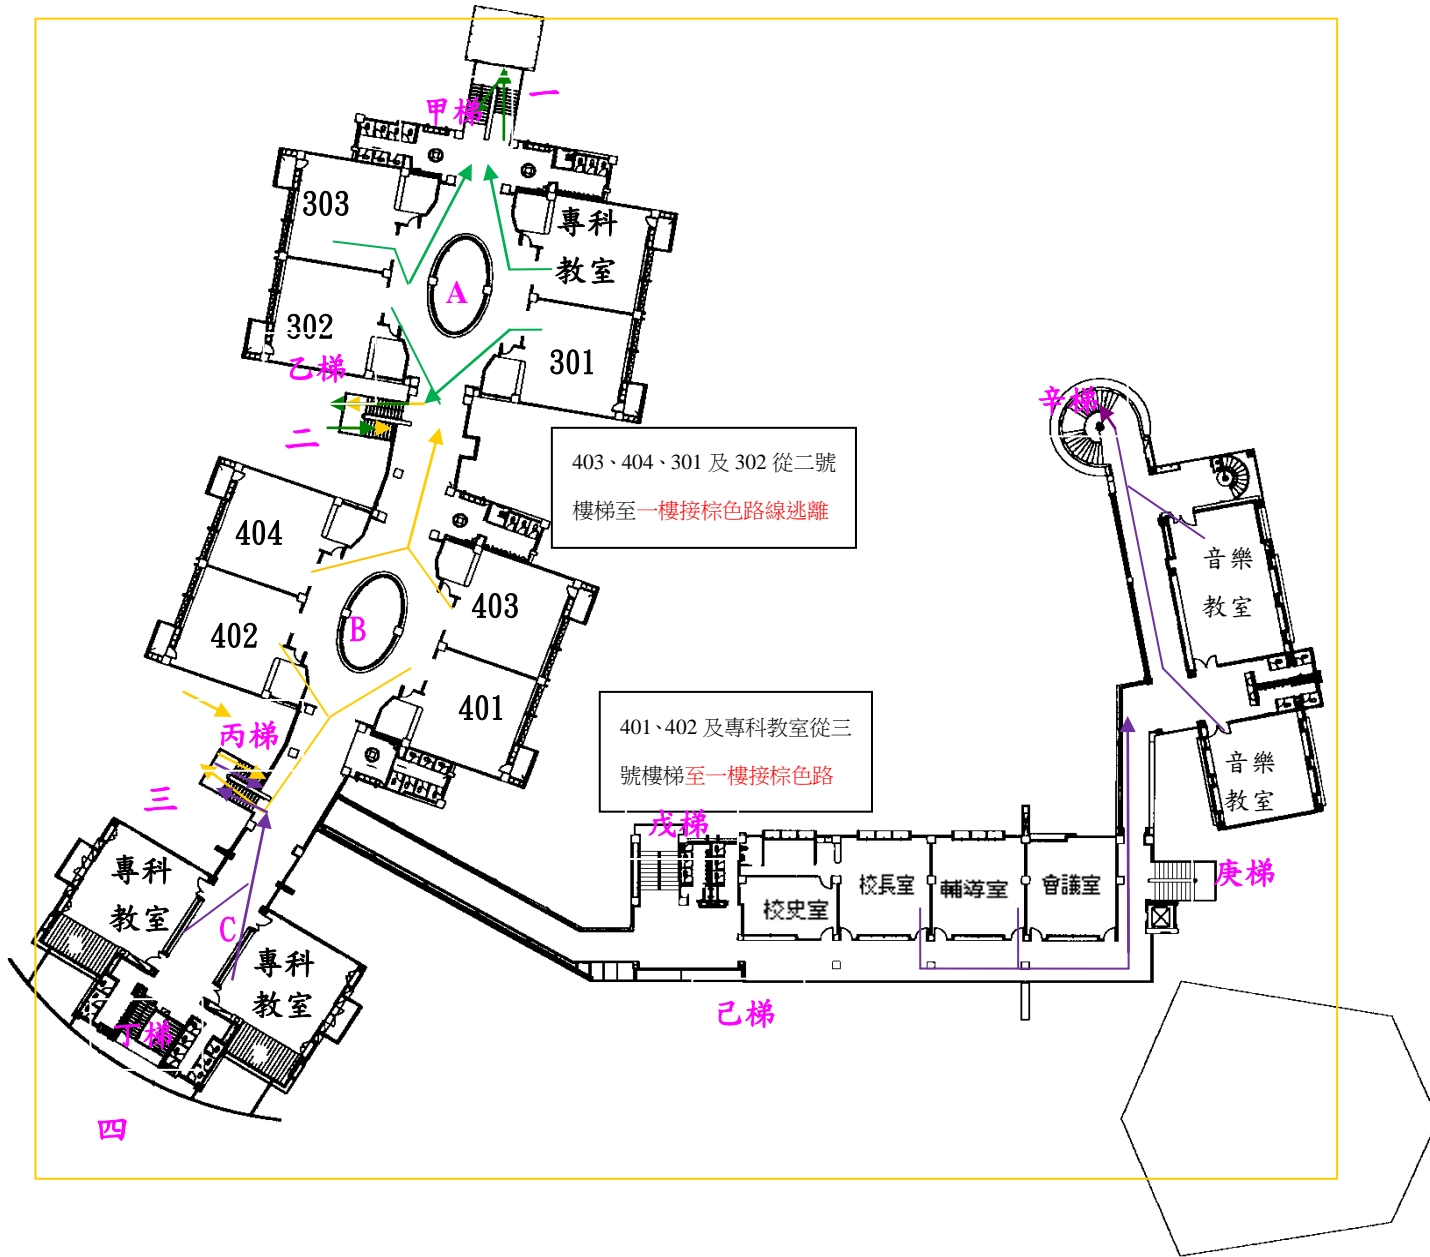 一
甲梯
303
專科
教室
A
302
301
乙梯
二
辛梯
403、404、301 及 302 從二號
樓梯至一樓接棕色路線逃離
404
403
402
B
401
音樂
教室
401、402 及專科教室從三
號樓梯至一樓接棕色路
丙梯
三
音樂
教室
戊梯
專科
教室
C
校史室
校長室
輔導室
會議室
庚梯
專科
教室
己梯
丁梯
四